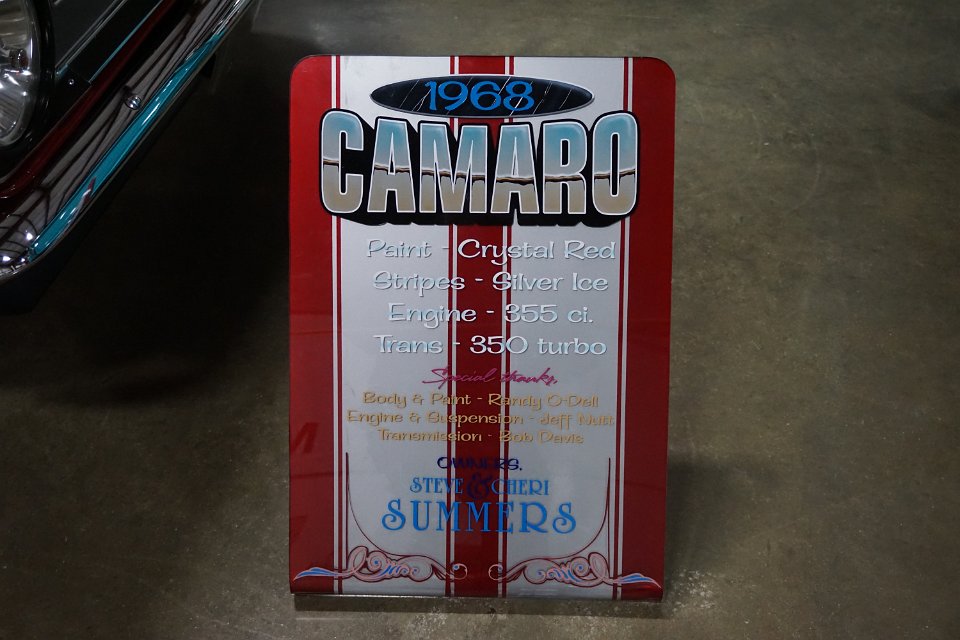 1968
CAMARO
Paint - Crystal Red
Stripes - Silver Ice
Engine - 355 ci.
Trans - 350 turbo
Special thanks,
Body & Paint - Randy O-Dell
Engine & Suspension - Jeff Nutt
Transmission - Bob Davis
OWNERS,
STEVE & CHERI
SUMMERS